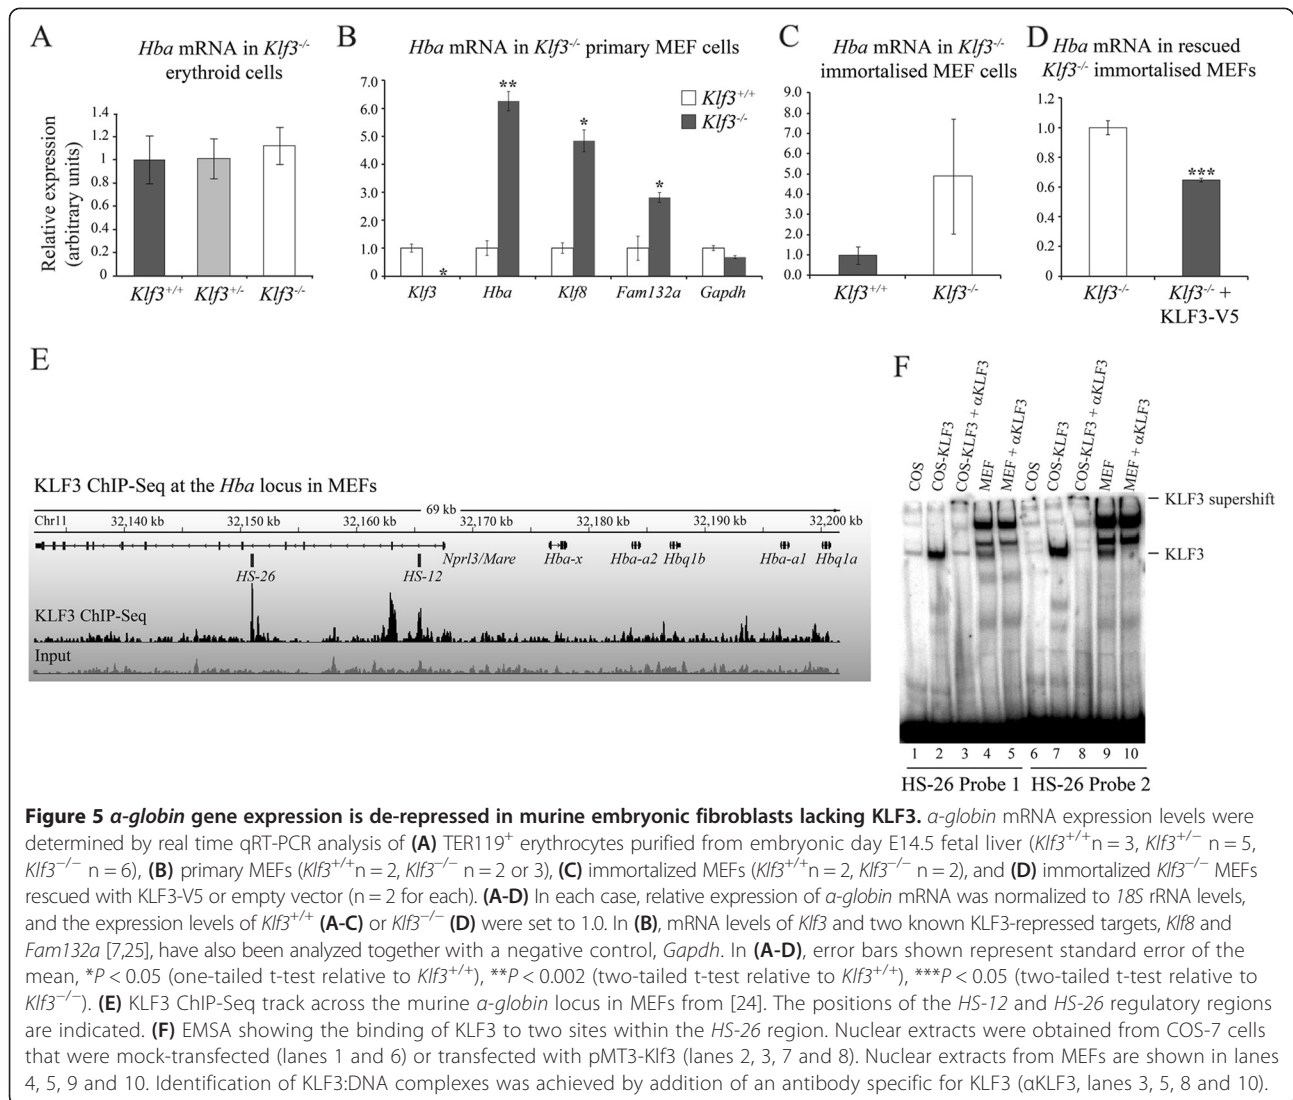 A
Hba mRNA in Klf3-/-
erythroid cells
Relative expression
(arbitrary units)
1.4
1.2
1
0.8
0.6
0.4
0.2
0
Klf3+/+ Klf3+/- Klf3-/-
B
Hba mRNA in Klf3-/- primary MEF cells
7.0
6.0
5.0
4.0
3.0
2.0
1.0
0
**
*
*
*
Klf3+/+
Klf3-/-
Klf3 Hba Klf8 Fam132a Gapdh
C
Hba mRNA in Klf3-/-
immortalised MEF cells
9.0
8.0
7.0
6.0
5.0
4.0
3.0
2.0
1.0
0.0
Klf3+/+ Klf3-/-
D
Hba mRNA in rescued
Klf3-/- immortalised MEFs
1.2
1.0
0.8
0.6
0.4
0.2
0
***
Klf3-/- Klf3-/- +
KLF3-V5
E
KLF3 ChIP-Seq at the Hba locus in MEFs
69 kb
Chr11 32,140 kb 32,150 kb 32,160 kb 32,170 kb 32,180 kb 32,190 kb 32,200 kb
Nprl3/Mare Hba-x Hba-a2 Hbq1b Hba-a1 Hbq1a
HS-26 HS-12
KLF3 ChIP-Seq
Input
F
COS
COS-KLF3
COS-KLF3 + αKLF3
MEF
MEF + αKLF3
COS
COS-KLF3
COS-KLF3 + αKLF3
MEF
MEF + αKLF3
KLF3 supershift
KLF3
1 2 3 4 5 6 7 8 9 10
HS-26 Probe 1 HS-26 Probe 2
Figure 5 α-globin gene expression is de-repressed in murine embryonic fibroblasts lacking KLF3. α-globin mRNA expression levels were
determined by real time qRT-PCR analysis of (A) TER119+ erythrocytes purified from embryonic day E14.5 fetal liver (Klf3+/+n = 3, Klf3+/− n = 5,
Klf3−/− n = 6), (B) primary MEFs (Klf3+/+n = 2, Klf3−/− n = 2 or 3), (C) immortalized MEFs (Klf3+/+n = 2, Klf3−/− n = 2), and (D) immortalized Klf3−/− MEFs
rescued with KLF3-V5 or empty vector (n = 2 for each). (A-D) In each case, relative expression of α-globin mRNA was normalized to 18S rRNA levels,
and the expression levels of Klf3+/+ (A-C) or Klf3−/− (D) were set to 1.0. In (B), mRNA levels of Klf3 and two known KLF3-repressed targets, Klf8 and
Fam132a [7,25], have also been analyzed together with a negative control, Gapdh. In (A-D), error bars shown represent standard error of the
mean, *P < 0.05 (one-tailed t-test relative to Klf3+/+), **P < 0.002 (two-tailed t-test relative to Klf3+/+), ***P < 0.05 (two-tailed t-test relative to
Klf3−/−). (E) KLF3 ChIP-Seq track across the murine α-globin locus in MEFs from [24]. The positions of the HS-12 and HS-26 regulatory regions
are indicated. (F) EMSA showing the binding of KLF3 to two sites within the HS-26 region. Nuclear extracts were obtained from COS-7 cells
that were mock-transfected (lanes 1 and 6) or transfected with pMT3-Klf3 (lanes 2, 3, 7 and 8). Nuclear extracts from MEFs are shown in lanes
4, 5, 9 and 10. Identification of KLF3:DNA complexes was achieved by addition of an antibody specific for KLF3 (αKLF3, lanes 3, 5, 8 and 10).